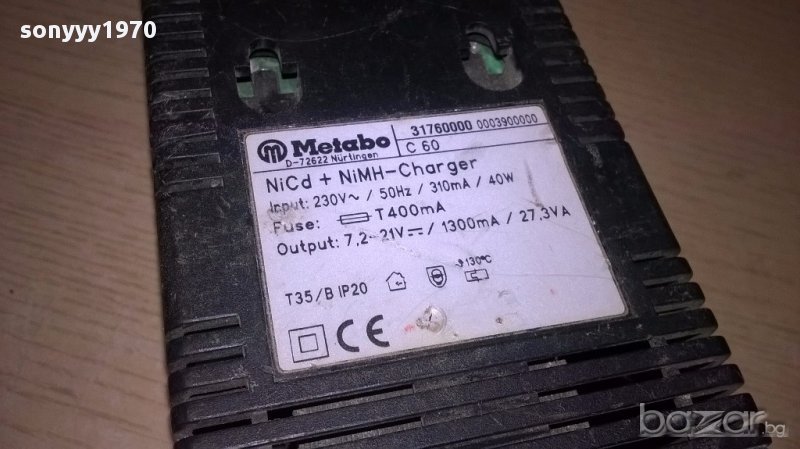 sonyyy1970
Metabo
D-72622 Nürtingen
31760000 0003900000
C 60
NiCd + NiMH-Charger
Input: 230V~ / 50Hz / 310mA / 40W
Fuse: T400mA
Output: 7,2-21V⎓ / 1300mA / 27,3VA
T35/B IP20
130°C
CE
bazar.bg